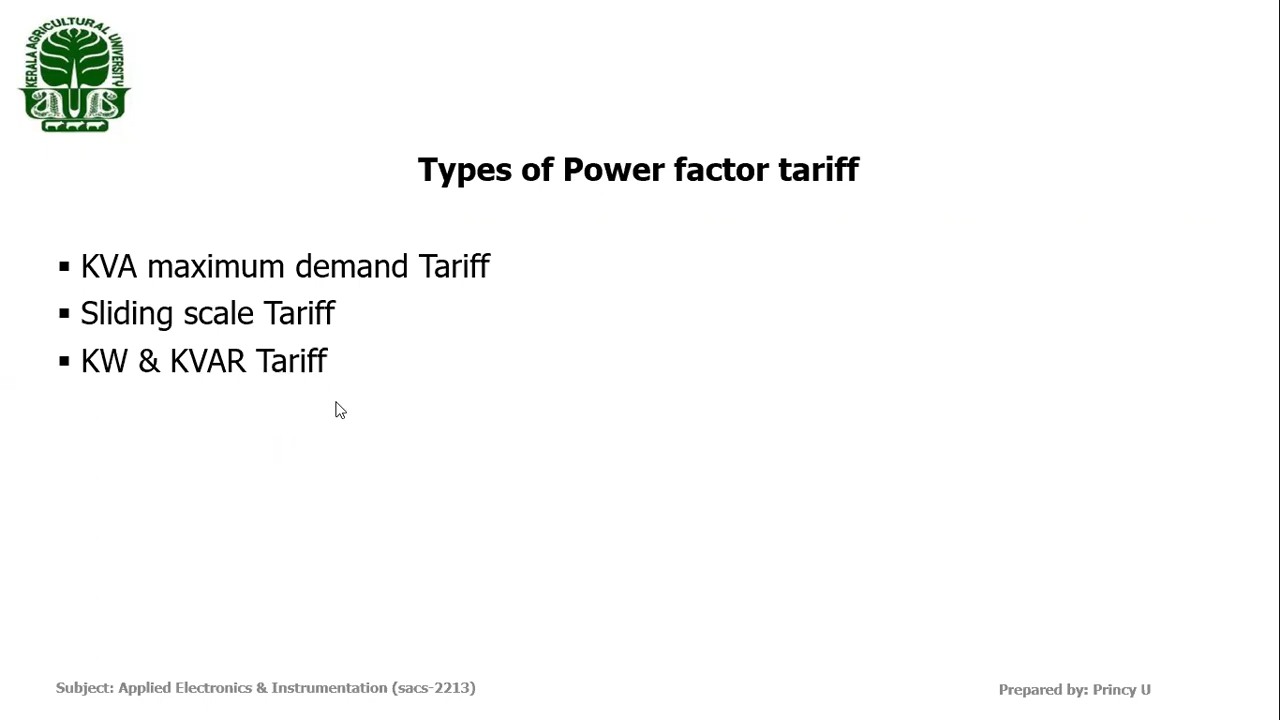 KERALA AGRICULTURAL UNIVERSITY
Types of Power factor tariff
▪ KVA maximum demand Tariff
▪ Sliding scale Tariff
▪ KW & KVAR Tariff
Subject: Applied Electronics & Instrumentation (sacs-2213)
Prepared by: Princy U